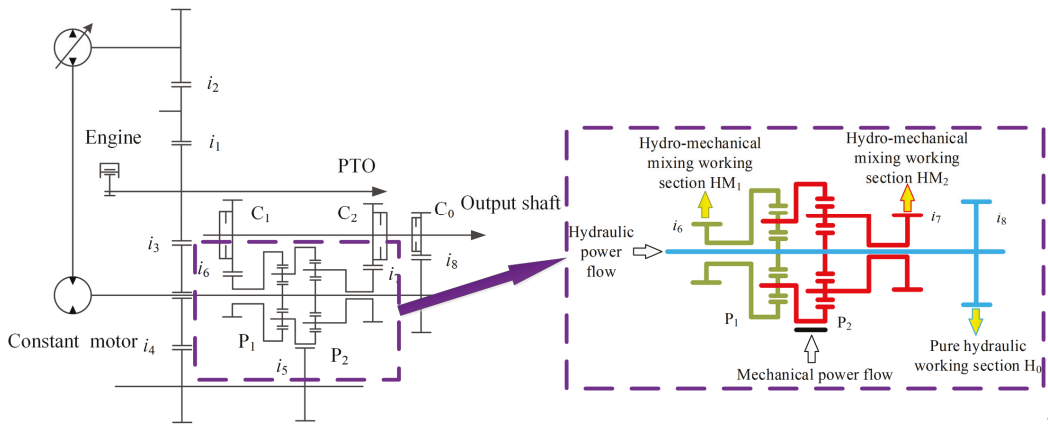 i2
Engine
i1
PTO
C1
C2
C0
Output shaft
i3
i6
i7
i8
P1
P2
Constant motor
i4
i5
Hydro-mechanical
mixing working
section HM1
Hydro-mechanical
mixing working
section HM2
i6
i7
i8
Hydraulic
power
flow
P1
P2
Mechanical power flow
Pure hydraulic
working section H0